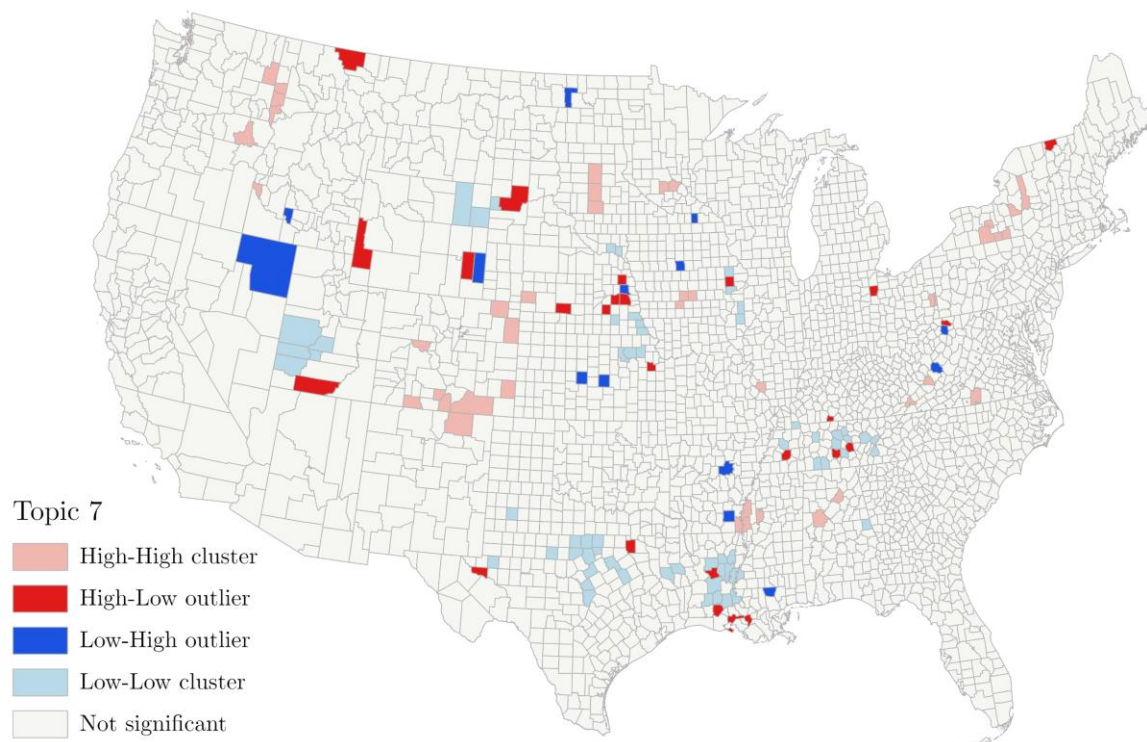 Topic 7
High-High cluster
High-Low outlier
Low-High outlier
Low-Low cluster
Not significant